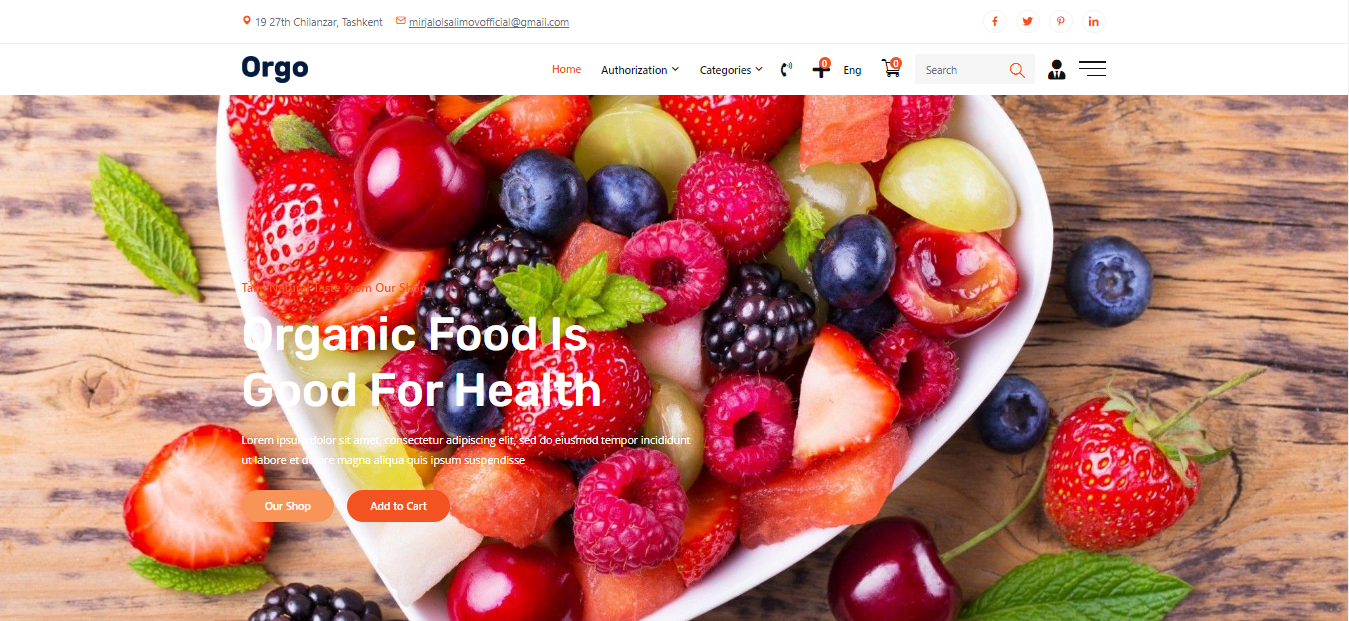 19 27th Chilanzar, Tashkent mirjalolsalimovofficial@gmail.com
Orgo
Home Authorization Categories 0 Eng 0 Search
From Our Shop
Organic Food Is
Good For Health
Lorem ipsum dolor sit amet, consectetur adipiscing elit, sed do eiusmod tempor incididunt
ut labore et dolore magna aliqua quis ipsum suspendisse
Our Shop Add to Cart